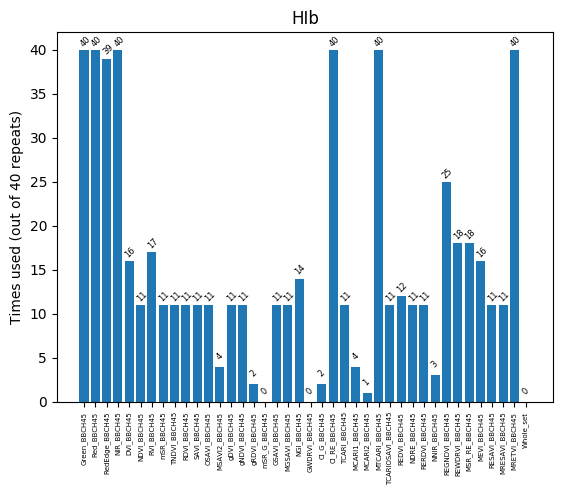 HIb
Times used (out of 40 repeats)
40
35
30
25
20
15
10
5
0
40
40
39
40
16
11
17
11
11
11
11
11
4
11
11
2
0
11
11
14
0
2
40
11
4
1
40
11
12
11
11
3
25
18
18
16
11
11
40
0
Green_BBCH45
Red_BBCH45
RedEdge_BBCH45
NIR_BBCH45
DVI_BBCH45
NDVI_BBCH45
RVI_BBCH45
mSR_BBCH45
TNDVI_BBCH45
RDVI_BBCH45
SAVI_BBCH45
OSAVI_BBCH45
MSAVI2_BBCH45
gDVI_BBCH45
gNDVI_BBCH45
gRDVI_BBCH45
mSR_G_BBCH45
GSAVI_BBCH45
MGSAVI_BBCH45
NGI_BBCH45
GWDRVI_BBCH45
CI_G_BBCH45
CI_RE_BBCH45
TCARI_BBCH45
MCARI1_BBCH45
MCARI2_BBCH45
MTCARI_BBCH45
TCARIOSAVI_BBCH45
REDVI_BBCH45
NDRE_BBCH45
RERDVI_BBCH45
NNIR_BBCH45
REGNDVI_BBCH45
REWDRVI_BBCH45
MSR_RE_BBCH45
MEVI_BBCH45
RESAVI_BBCH45
MRESAVI_BBCH45
MRETVI_BBCH45
Whole_set